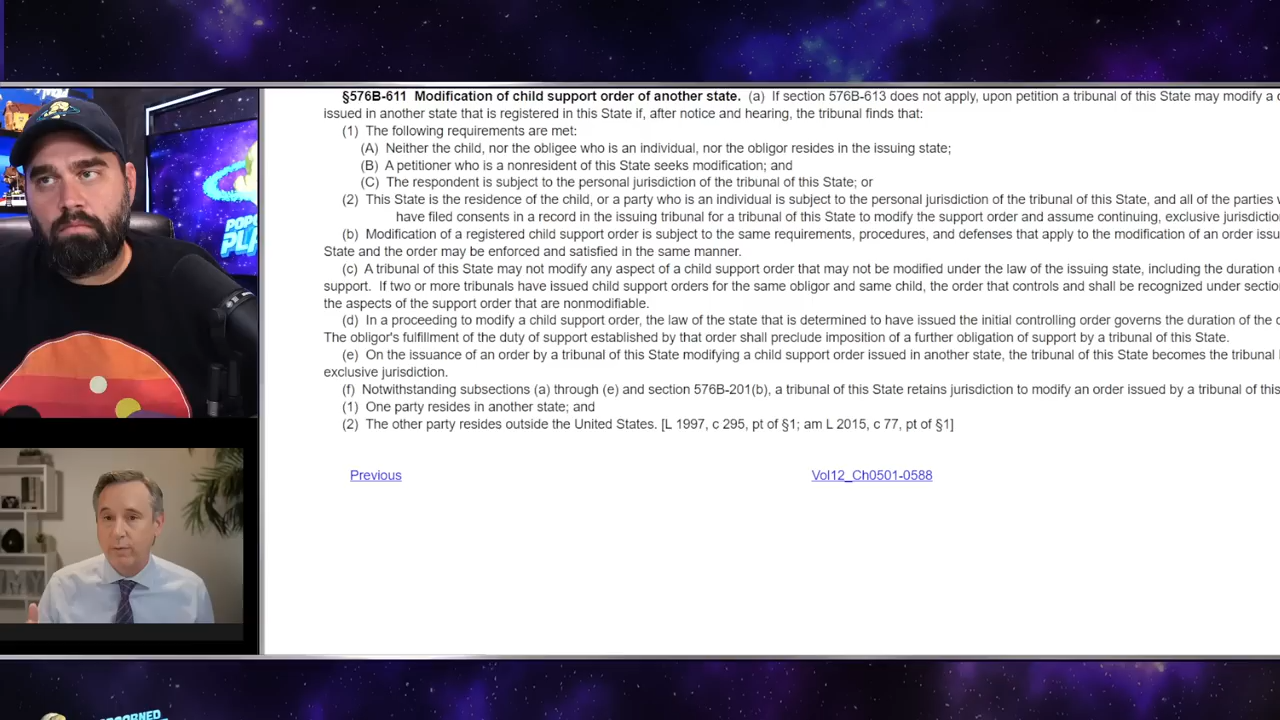 §576B-611 Modification of child support order of another state. (a) If section 576B-613 does not apply, upon petition a tribunal of this State may modify a
issued in another state that is registered in this State if, after notice and hearing, the tribunal finds that:
(1) The following requirements are met:
(A) Neither the child, nor the obligee who is an individual, nor the obligor resides in the issuing state;
(B) A petitioner who is a nonresident of this State seeks modification; and
(C) The respondent is subject to the personal jurisdiction of the tribunal of this State; or
(2) This State is the residence of the child, or a party who is an individual is subject to the personal jurisdiction of the tribunal of this State, and all of the parties
have filed consents in a record in the issuing tribunal for a tribunal of this State to modify the support order and assume continuing, exclusive
(b) Modification of a registered child support order is subject to the same requirements, procedures, and defenses that apply to the modification of an order
State and the order may be enforced and satisfied in the same manner.
(c) A tribunal of this State may not modify any aspect of a child support order that may not be modified under the law of the issuing state, including the duration
support. If two or more tribunals have issued child support orders for the same obligor and same child, the order that controls and shall be recognized under
the aspects of the support order that are nonmodifiable.
(d) In a proceeding to modify a child support order, the law of the state that is determined to have issued the initial controlling order governs the duration of the
The obligor's fulfillment of the duty of support established by that order shall preclude imposition of a further obligation of support by a tribunal of this State.
(e) On the issuance of an order by a tribunal of this State modifying a child support order issued in another state, the tribunal of this State becomes the tribunal
exclusive jurisdiction.
(f) Notwithstanding subsections (a) through (e) and section 576B-201(b), a tribunal of this State retains jurisdiction to modify an order issued by a tribunal of
(1) One party resides in another state; and
(2) The other party resides outside the United States. [L 1997, c 295, pt of §1; am L 2015, c 77, pt of §1]
Previous
Vol12_Ch0501-0588